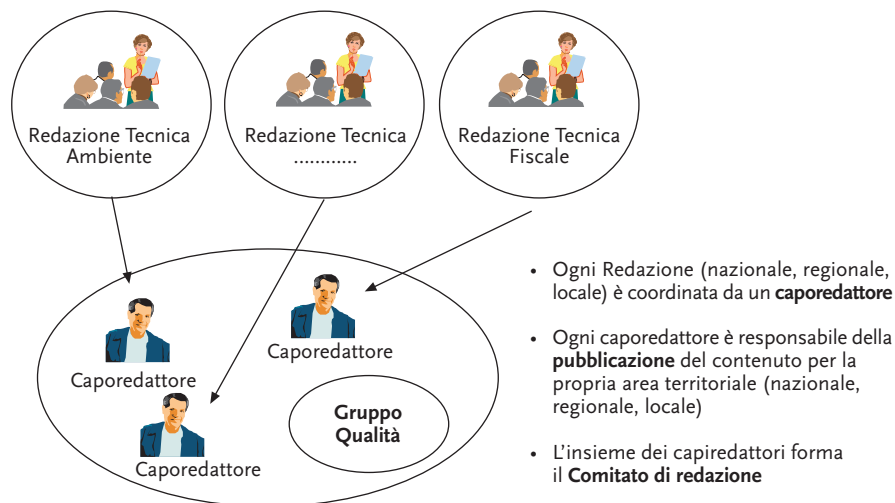 Redazione Tecnica
Ambiente
Redazione Tecnica
............
Redazione Tecnica
Fiscale
Caporedattore
Caporedattore
Caporedattore
Gruppo
Qualità
• Ogni Redazione (nazionale, regionale,
locale) è coordinata da un caporedattore
• Ogni caporedattore è responsabile della
pubblicazione del contenuto per la
propria area territoriale (nazionale,
regionale, locale)
• L’insieme dei capiredattori forma
il Comitato di redazione